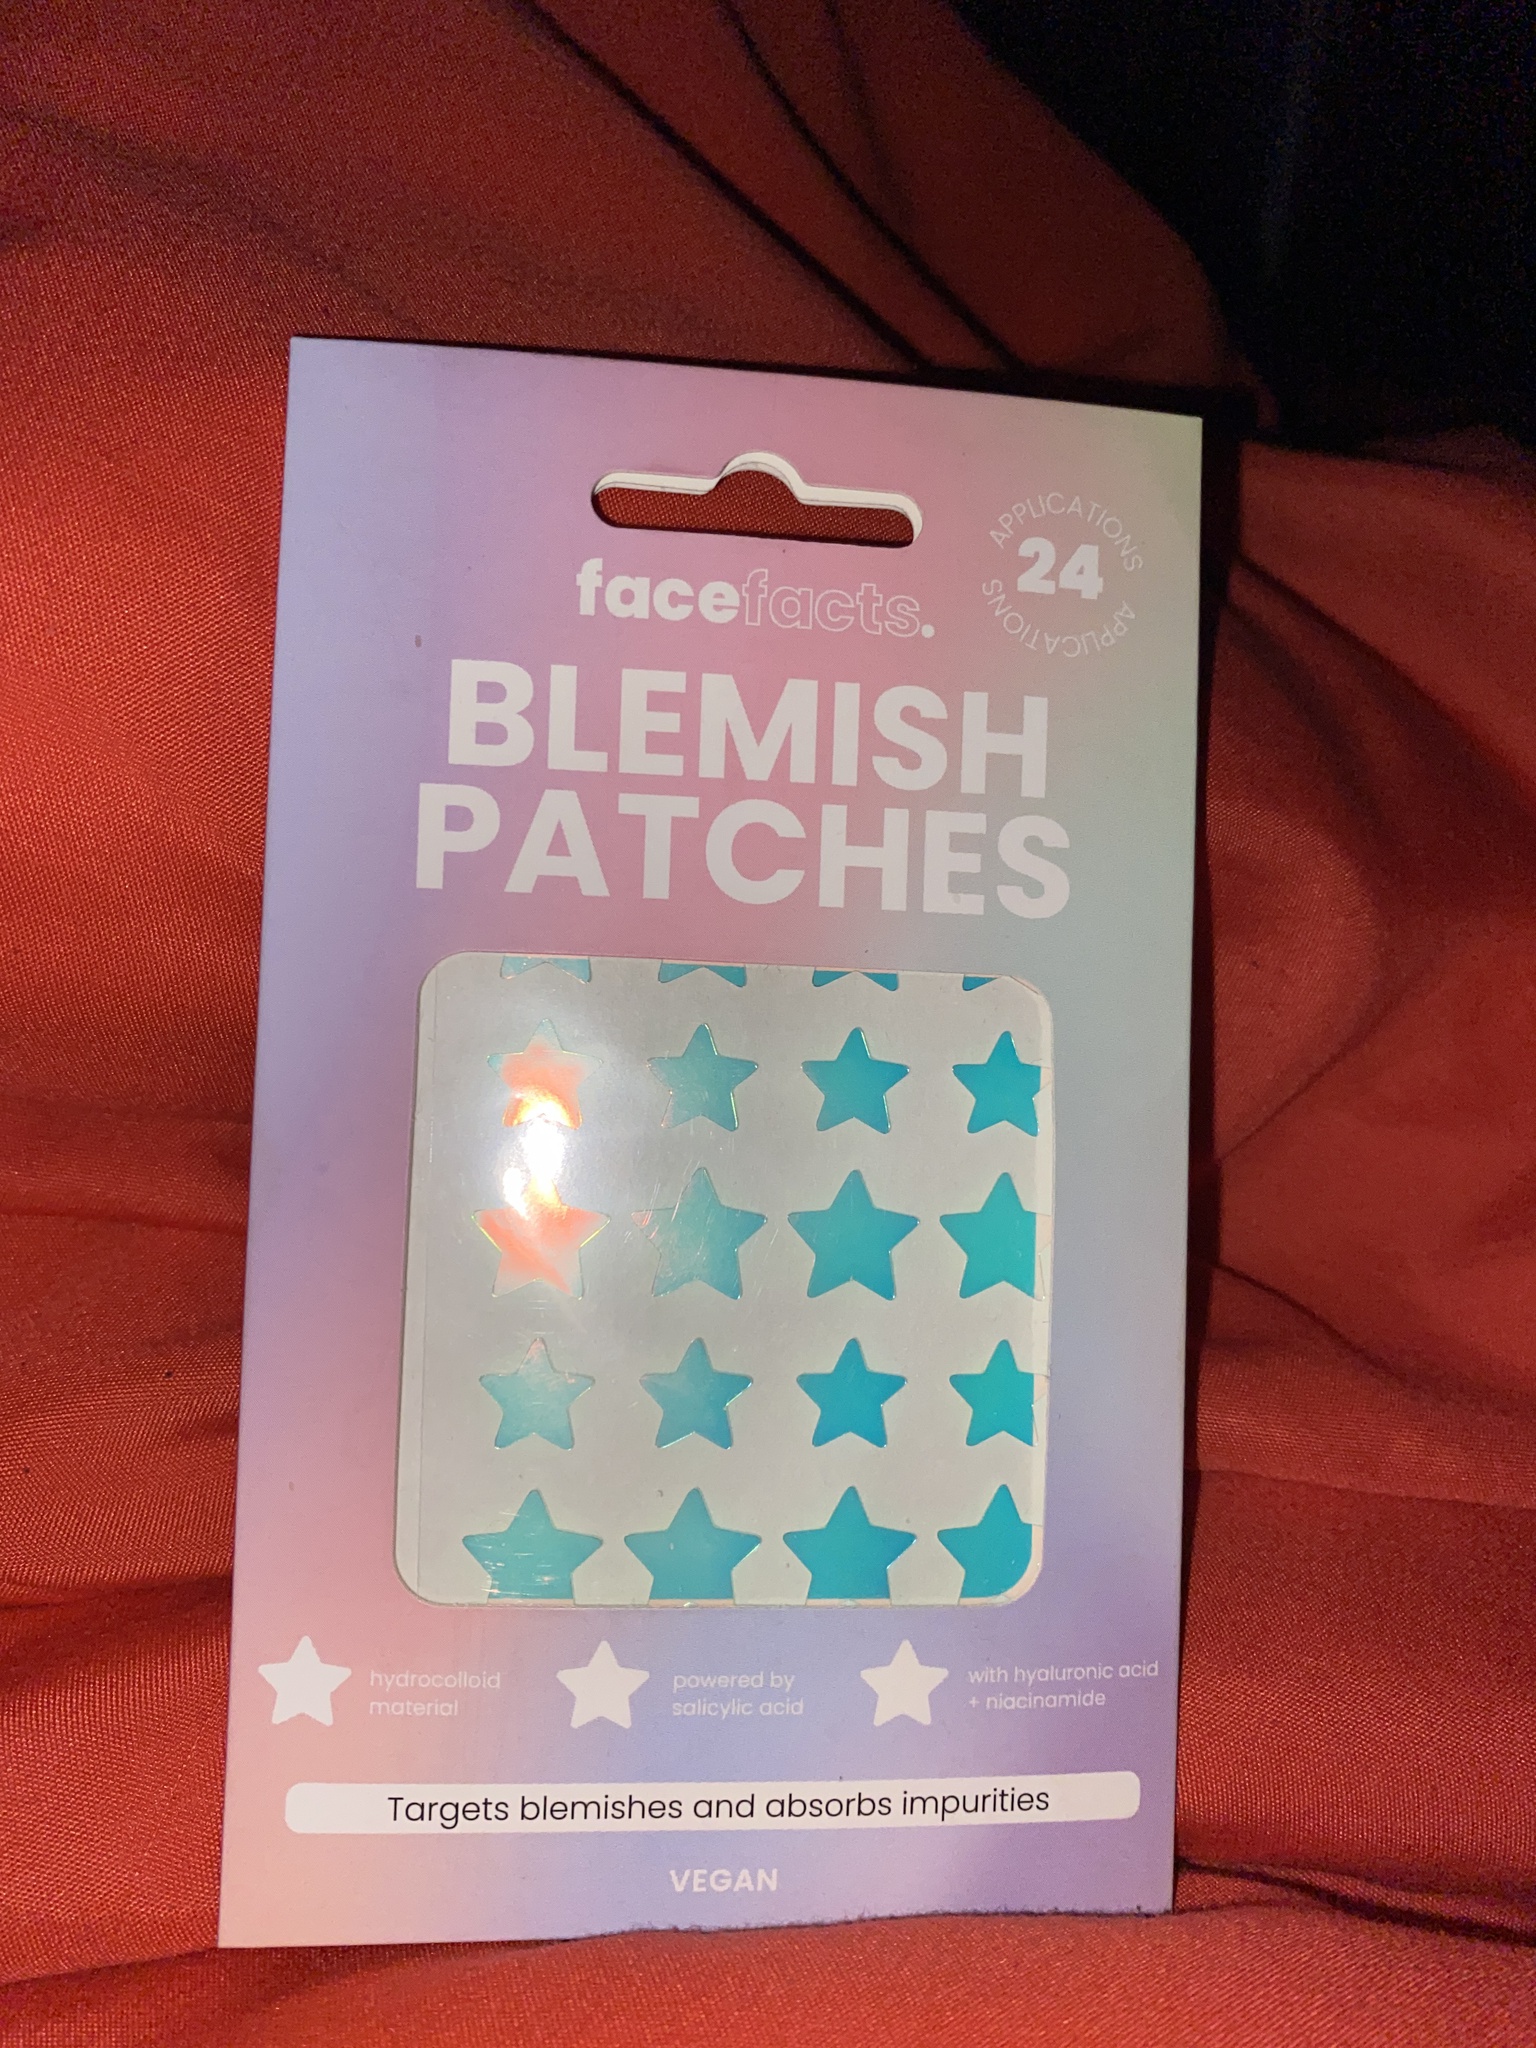 facefacts.
APPLICATIONS
24
APPLICATIONS
BLEMISH
PATCHES
hydrocolloid
material
powered by
salicylic acid
with hyaluronic acid
+ niacinamide
Targets blemishes and absorbs impurities
VEGAN